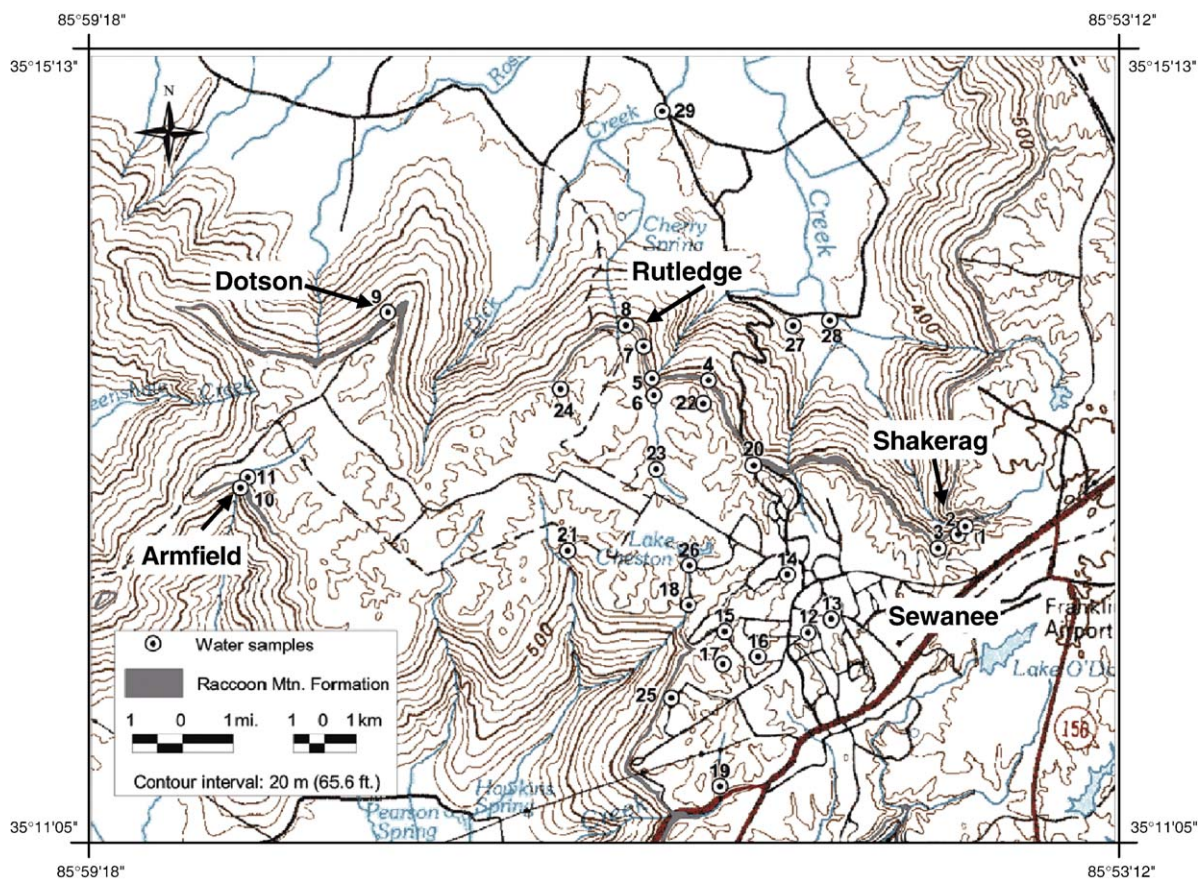 85°59'18"
85°53'12"
35°15'13"
35°15'13"
N
Creek
29
500
Creek
Cherry
Spring
Rutledge
Dotson
9
8
7
Dick
27
28
400
5
4
6
22
24
Creek
20
Shakerag
23
11
10
2
1
3
Armfield
21
Lake
Cheston
26
14
18
15
12
13
Sewanee
16
17
Airport
500
25
Lake
156
19
Hawkins
Spring
Creek
Pearson
Spring
Water samples
Raccoon Mtn. Formation
1 0 1 mi. 1 0 1 km
Contour interval: 20 m (65.6 ft.)
35°11'05"
35°11'05"
85°59'18"
85°53'12"